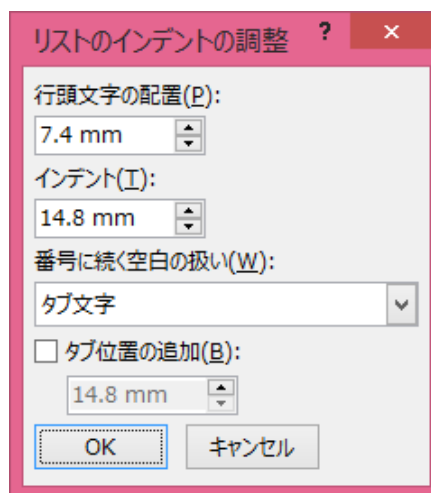 リストのインデントの調整 ? ×
行頭文字の配置(P):
7.4 mm
インデント(T):
14.8 mm
番号に続く空白の扱い(W):
タブ文字
タブ位置の追加(B):
14.8 mm
OK キャンセル